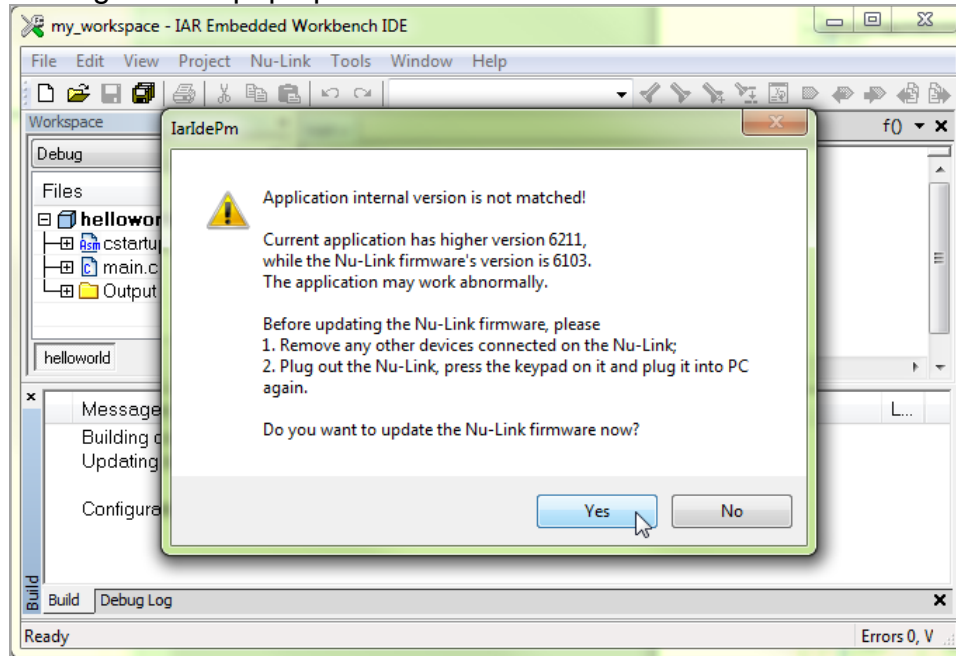 my_workspace - IAR Embedded Workbench IDE
File Edit View Project Nu-Link Tools Window Help
Workspace
IarIdePm
f()
Debug
Files
Application internal version is not matched!
Current application has higher version 6211,
while the Nu-Link firmware's version is 6103.
The application may work abnormally.
Before updating the Nu-Link firmware, please
1. Remove any other devices connected on the Nu-Link;
2. Plug out the Nu-Link, press the keypad on it and plug it into PC
again.
Do you want to update the Nu-Link firmware now?
Yes No
hellowor
Asm cstartu
c main.c
Output
helloworld
Message
L...
Building
Updating
Configura
Build
Build Debug Log
Ready
Errors 0, V